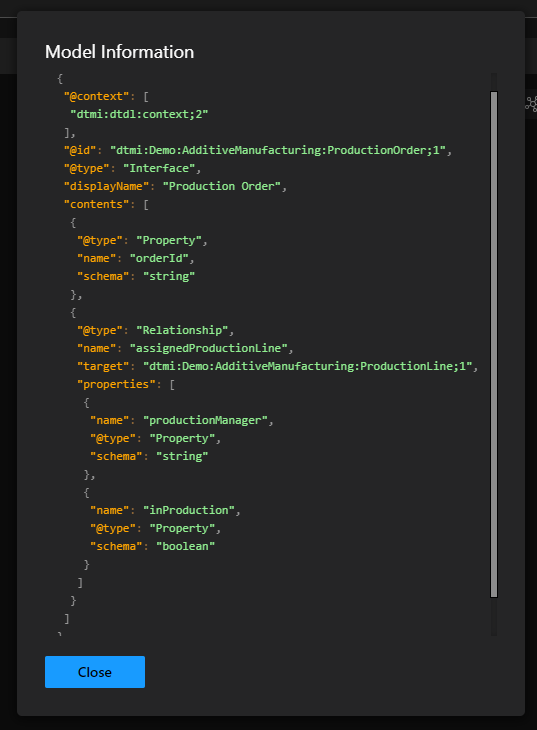 Model Information
{
"@context": [
"dtmi:dtdl:context;2"
],
"@id": "dtmi:Demo:AdditiveManufacturing:ProductionOrder;1",
"@type": "Interface",
"displayName": "Production Order",
"contents": [
{
"@type": "Property",
"name": "orderId",
"schema": "string"
},
{
"@type": "Relationship",
"name": "assignedProductionLine",
"target": "dtmi:Demo:AdditiveManufacturing:ProductionLine;1",
"properties": [
{
"name": "productionManager",
"@type": "Property",
"schema": "string"
},
{
"name": "inProduction",
"@type": "Property",
"schema": "boolean"
}
]
}
]
}
Close